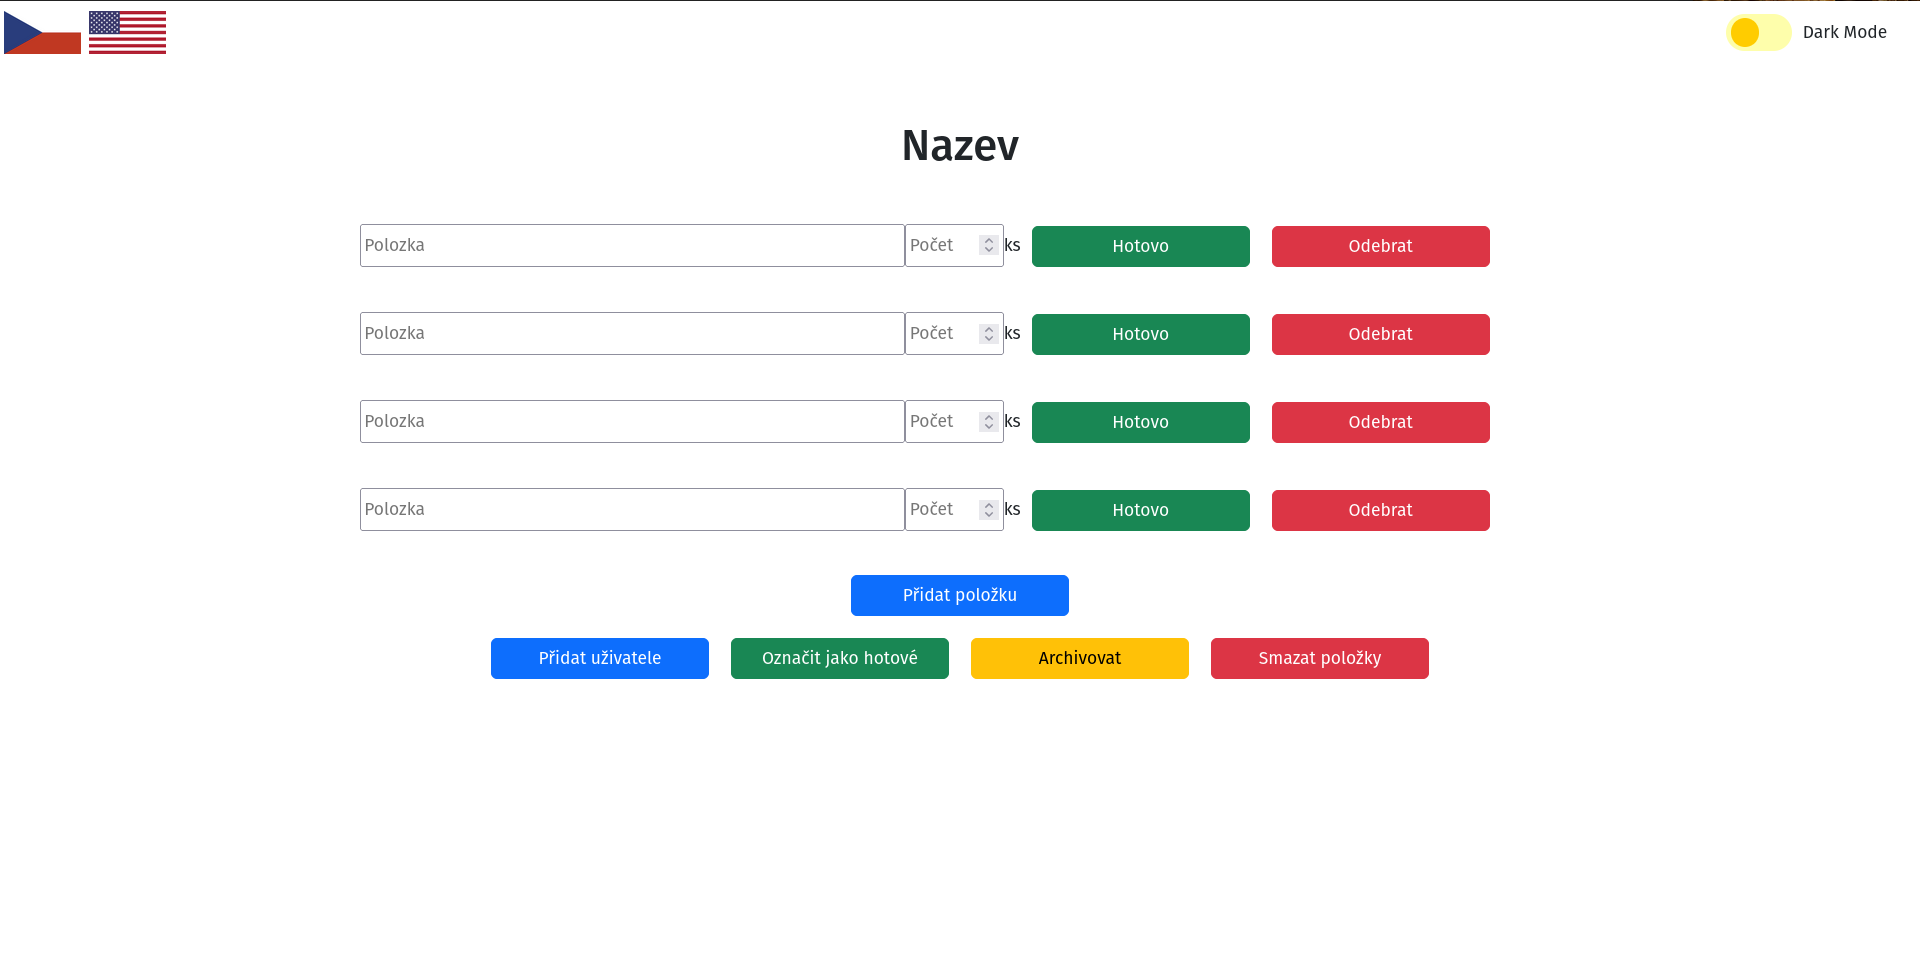 Dark Mode
Nazev
Polozka Počet ks Hotovo Odebrat
Polozka Počet ks Hotovo Odebrat
Polozka Počet ks Hotovo Odebrat
Polozka Počet ks Hotovo Odebrat
Přidat položku
Přidat uživatele Označit jako hotové Archivovat Smazat položky